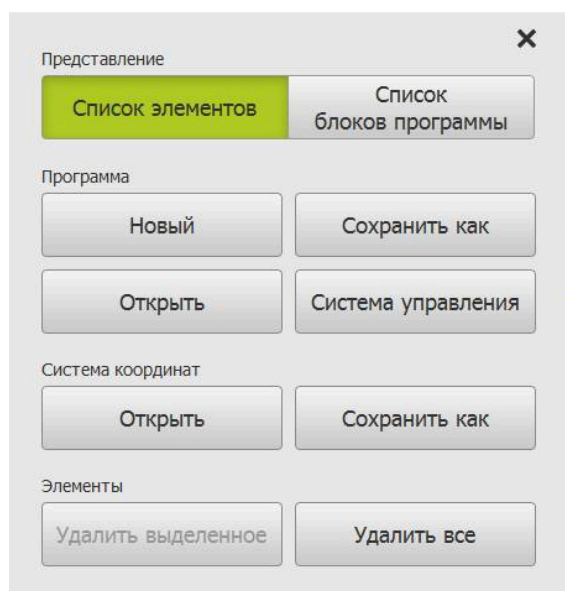 Представление
Список элементов
Список
блоков программы
Программа
Новый
Сохранить как
Открыть
Система управления
Система координат
Открыть
Сохранить как
Элементы
Удалить выделенное
Удалить все